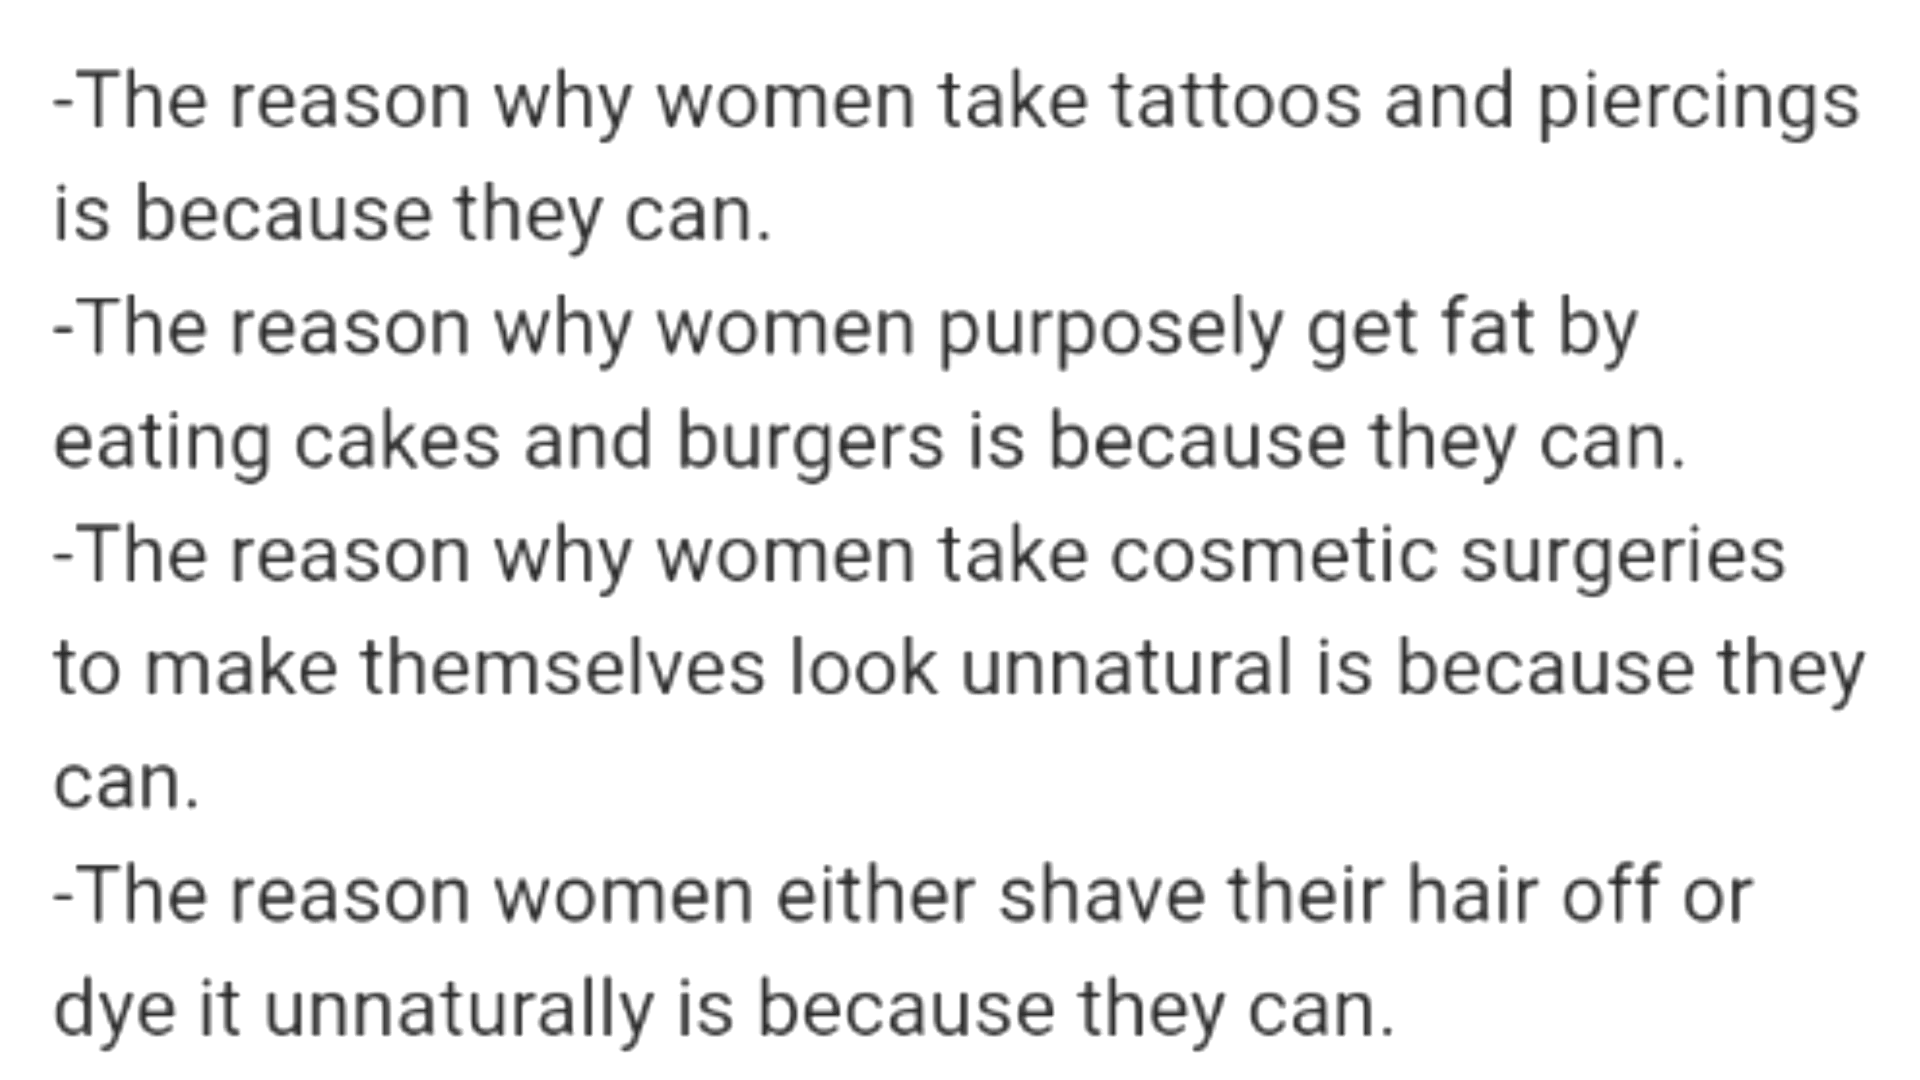 -The reason why women take tattoos and piercings
is because they can.
-The reason why women purposely get fat by
eating cakes and burgers is because they can.
-The reason why women take cosmetic surgeries
to make themselves look unnatural is because they
can.
-The reason women either shave their hair off or
dye it unnaturally is because they can.